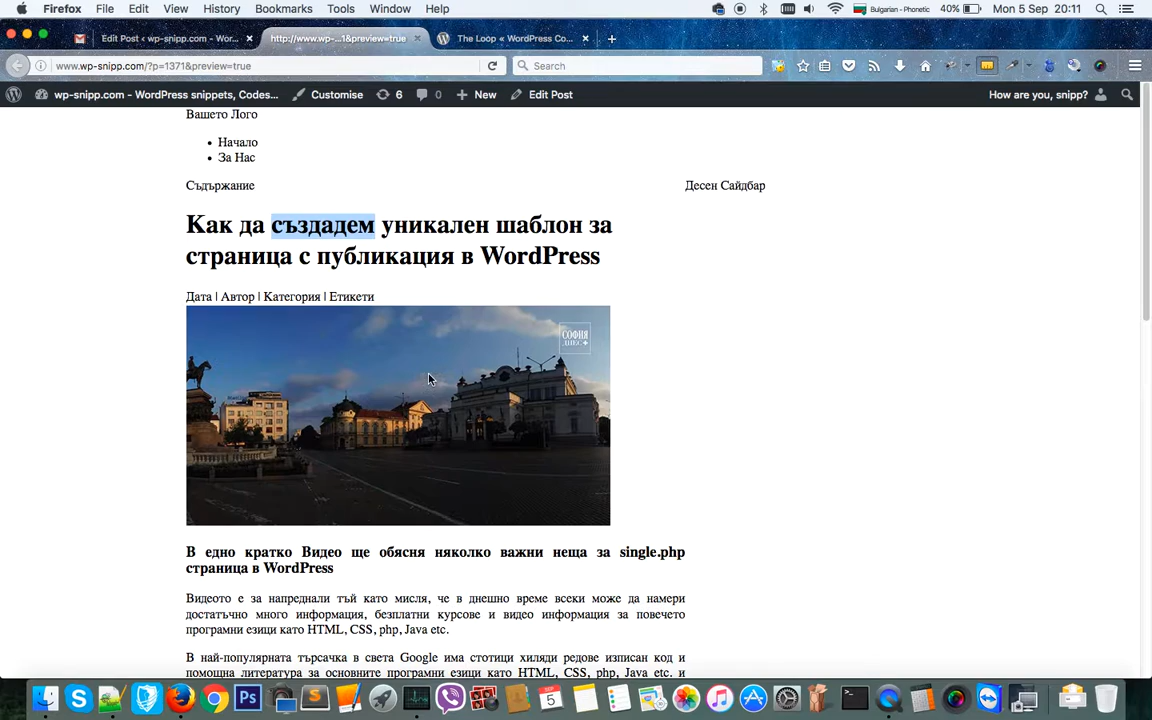 Firefox File Edit View History Bookmarks Tools Window Help Bulgarian - Phonetic 40% Mon 5 Sep 20:11
Edit Post ‹ wp-snipp.com - Wor... http://www.wp-...1&preview=true The Loop « WordPress Co...
www.wp-snipp.com/?p=1371&preview=true Search
wp-snipp.com - WordPress snippets, Codes... Customise 6 0 New Edit Post How are you, snipp?
Вашето Лого
Начало
За Нас
Съдържание Десен Сайдбар
Как да създадем уникален шаблон за
страница с публикация в WordPress
Дата | Автор | Категория | Етикети
СОФИЯ
ДНЕС
В едно кратко Видео ще обясня няколко важни неща за single.php
страница в WordPress
Видеото е за напреднали тъй като мисля, че в днешно време всеки може да намери
достатъчно много информация, безплатни курсове и видео информация за повечето
програмни езици като HTML, CSS, php, Java etc.
В най-популярната търсачка в света Google има стотици хиляди редове изписан код и
помощна литература за основните програмни езици като HTML, CSS, php, Java etc. и
5
Ps